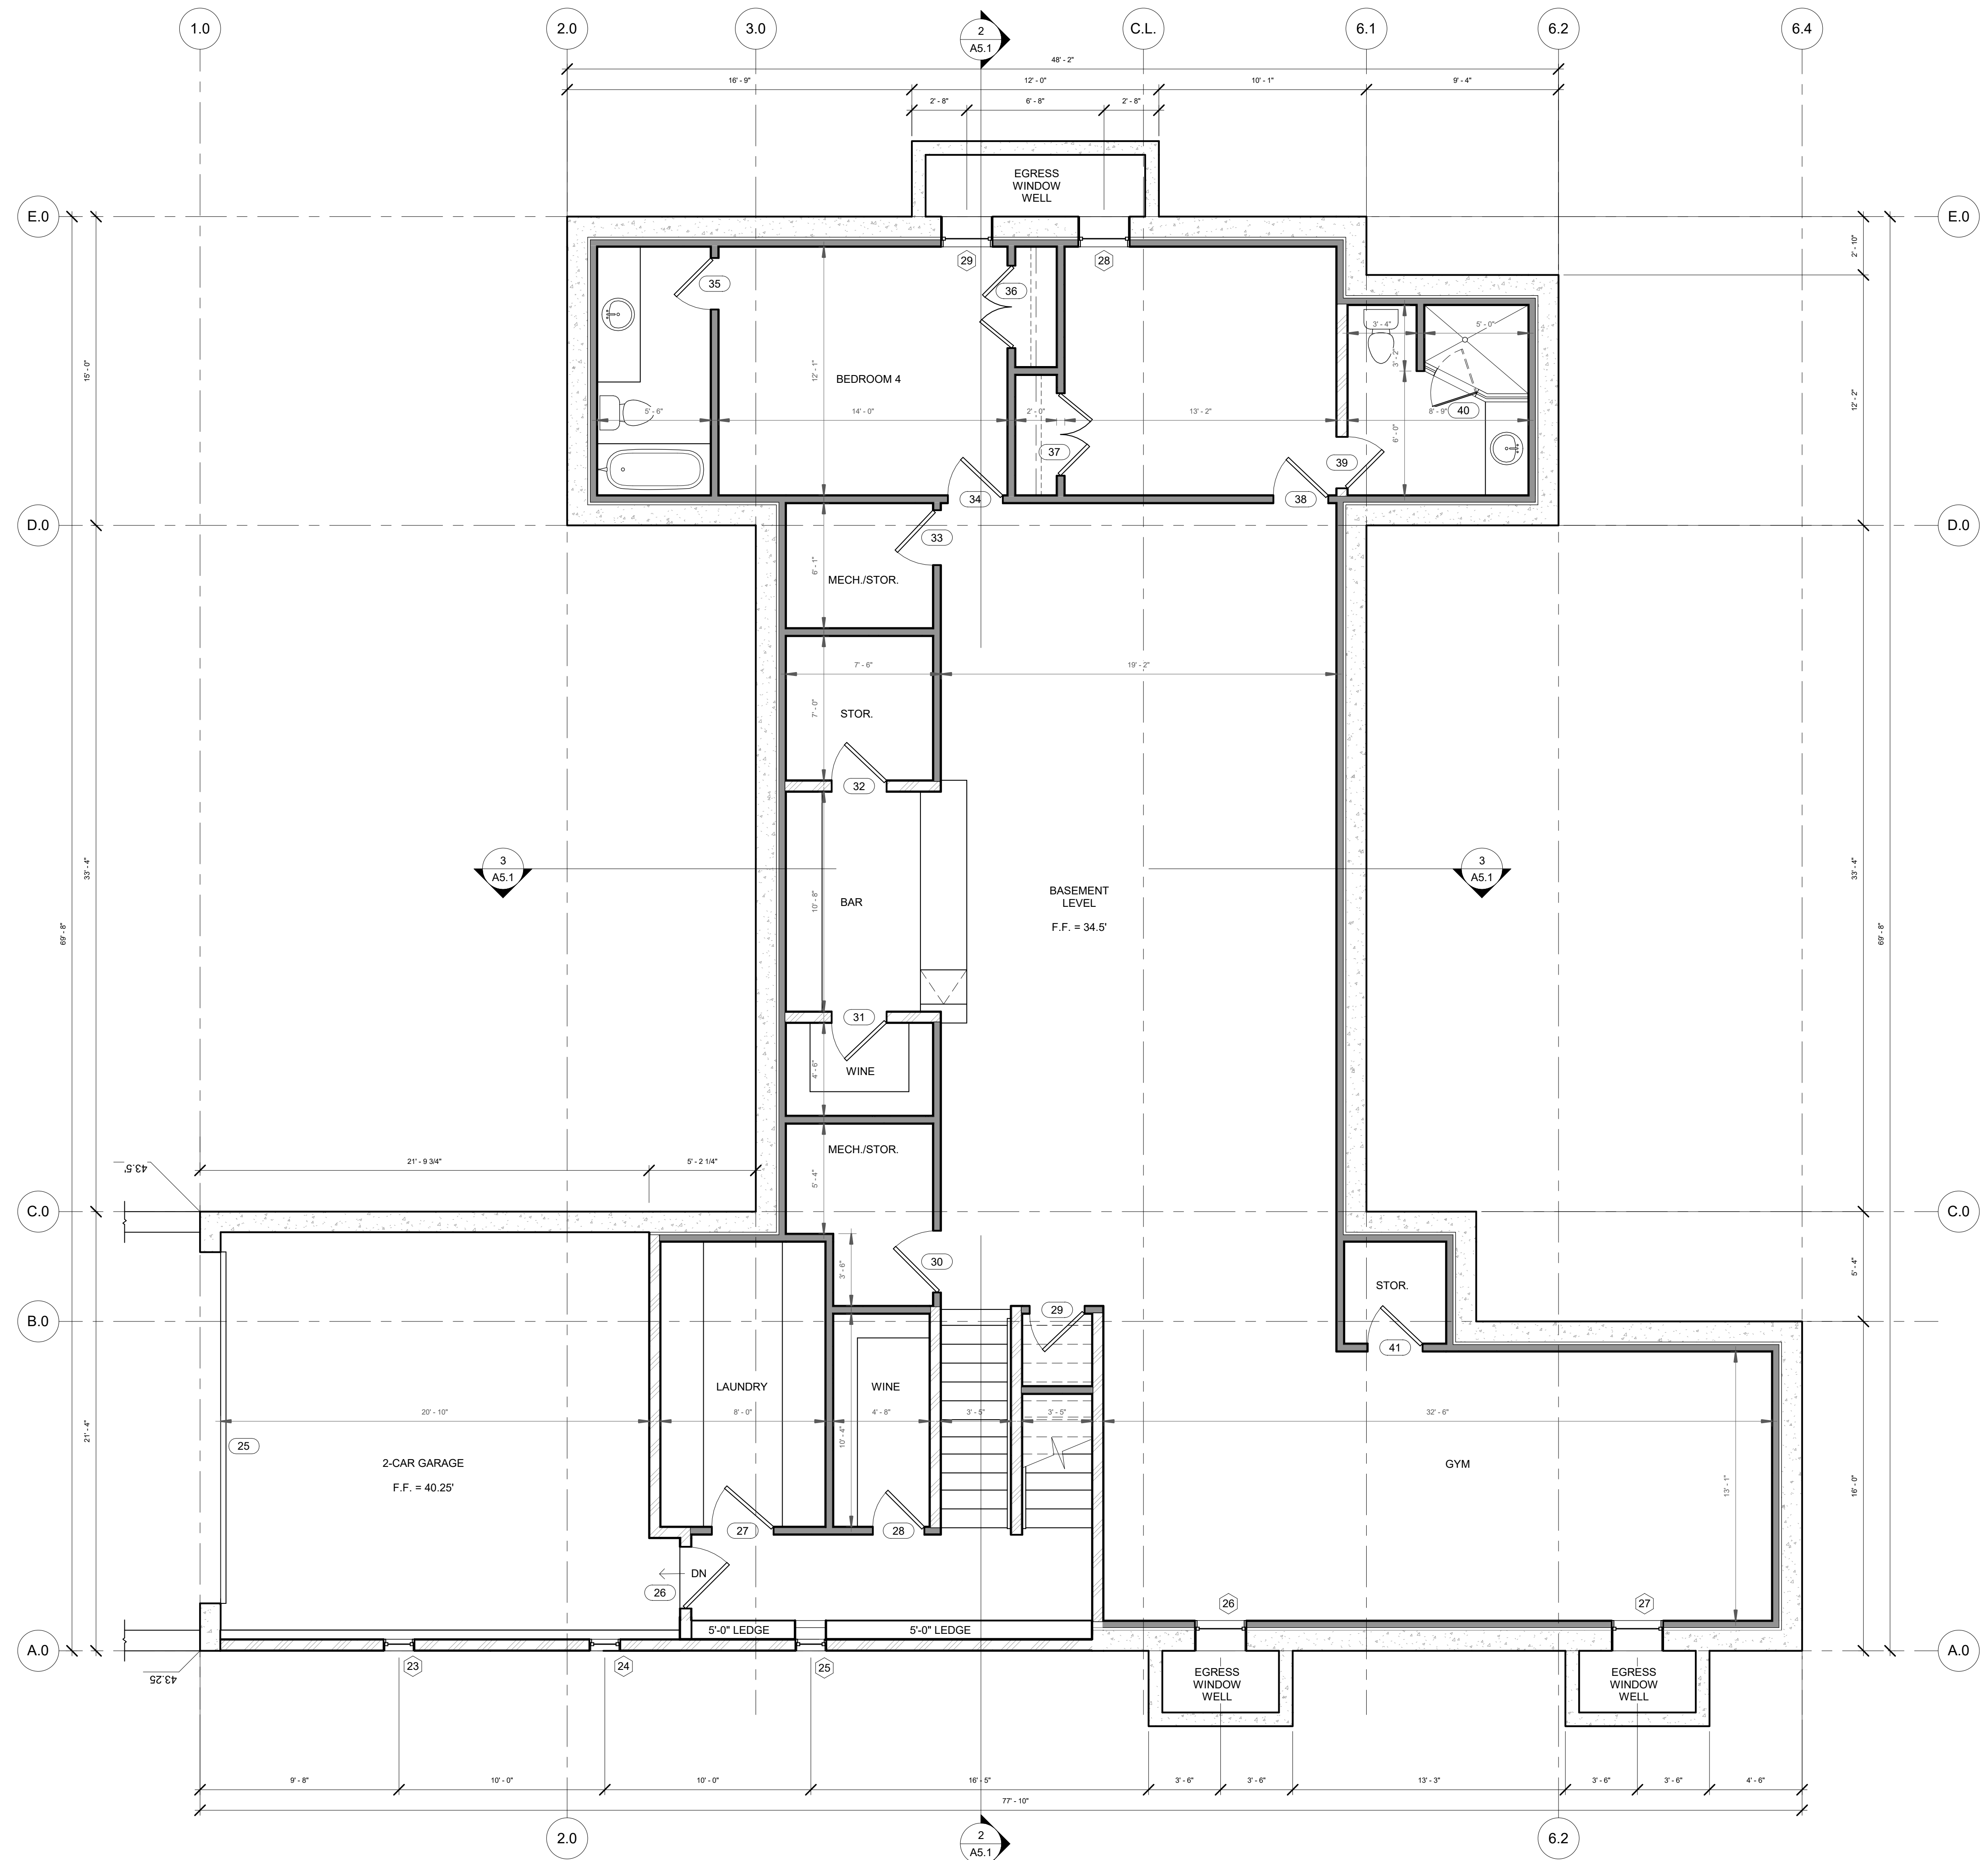 1.0
2.0
3.0
2
A5.1
C.L.
6.1
6.2
6.4
48' - 2"
16' - 9"
12' - 0"
10' - 1"
9' - 4"
2' - 8"
6' - 8"
2' - 8"
EGRESS
WINDOW
WELL
E.0
E.0
2' - 10"
29
28
35
36
3' - 4"
5' - 0"
3' - 2"
15' - 0"
12' - 1"
BEDROOM 4
12' - 2"
5' - 6"
14' - 0"
2' - 0"
13' - 2"
8' - 9"
40
6' - 0"
37
39
34
38
D.0
D.0
33
6' - 1"
MECH./STOR.
7' - 6"
19' - 2"
7' - 0"
STOR.
32
3
A5.1
3
A5.1
33' - 4"
33' - 4"
BASEMENT
LEVEL
F.F. = 34.5'
10' - 8"
BAR
69' - 8"
69' - 8"
31
4' - 6"
WINE
MECH./STOR.
43.5'
21' - 9 3/4"
5' - 2 1/4"
5' - 4"
C.0
C.0
30
3' - 6"
5' - 4"
STOR.
B.0
B.0
29
41
LAUNDRY
WINE
20' - 10"
8' - 0"
4' - 8"
3' - 5"
3' - 5"
32' - 6"
21' - 4"
10' - 4"
25
2-CAR GARAGE
F.F. = 40.25'
GYM
13' - 1"
16' - 0"
27
28
DN
26
26
27
5'-0" LEDGE
5'-0" LEDGE
A.0
A.0
43.25
23
24
25
EGRESS
WINDOW
WELL
EGRESS
WINDOW
WELL
9' - 8"
10' - 0"
10' - 0"
16' - 5"
3' - 6"
3' - 6"
13' - 3"
3' - 6"
3' - 6"
4' - 6"
77' - 10"
2.0
2
A5.1
6.2